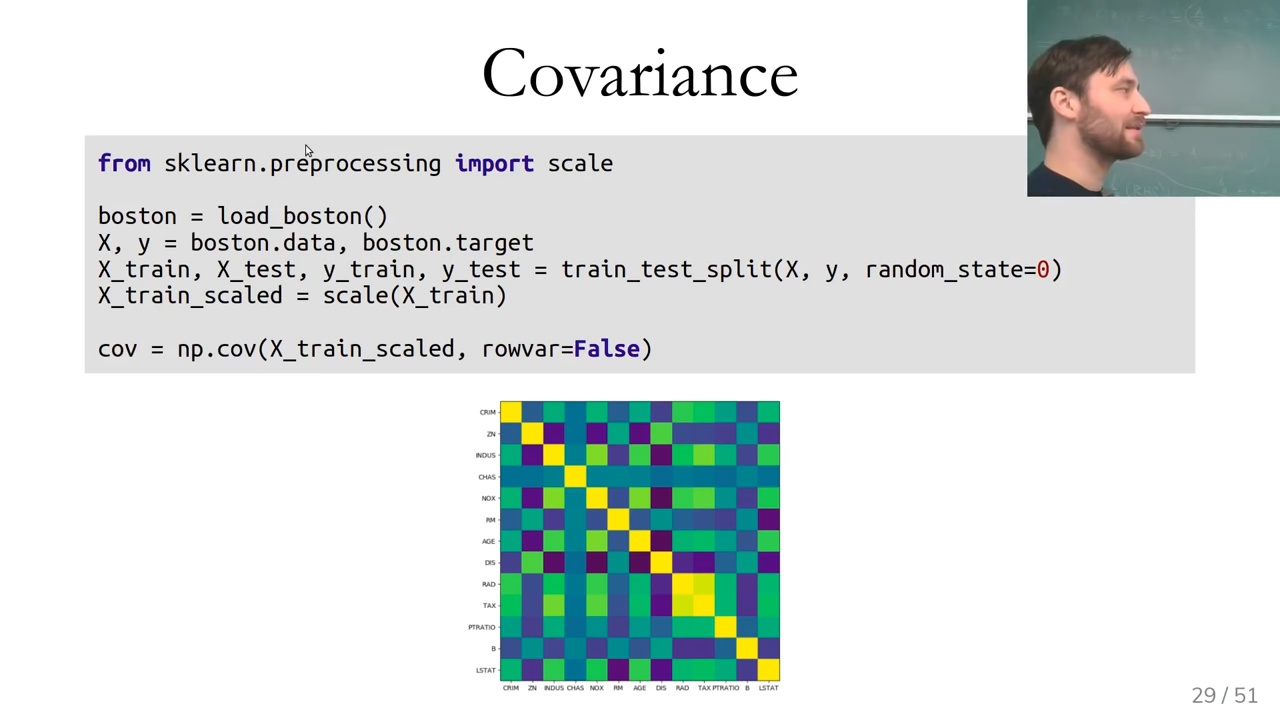 Covariance
from sklearn.preprocessing import scale
boston = load_boston()
X, y = boston.data, boston.target
X_train, X_test, y_train, y_test = train_test_split(X, y, random_state=0)
X_train_scaled = scale(X_train)
cov = np.cov(X_train_scaled, rowvar=False)
CRIM
ZN
INDUS
CHAS
NOX
RM
AGE
DIS
RAD
TAX
PTRATIO
B
LSTAT
CRIM ZN INDUS CHAS NOX RM AGE DIS RAD TAX PTRATIO B LSTAT
29 / 51